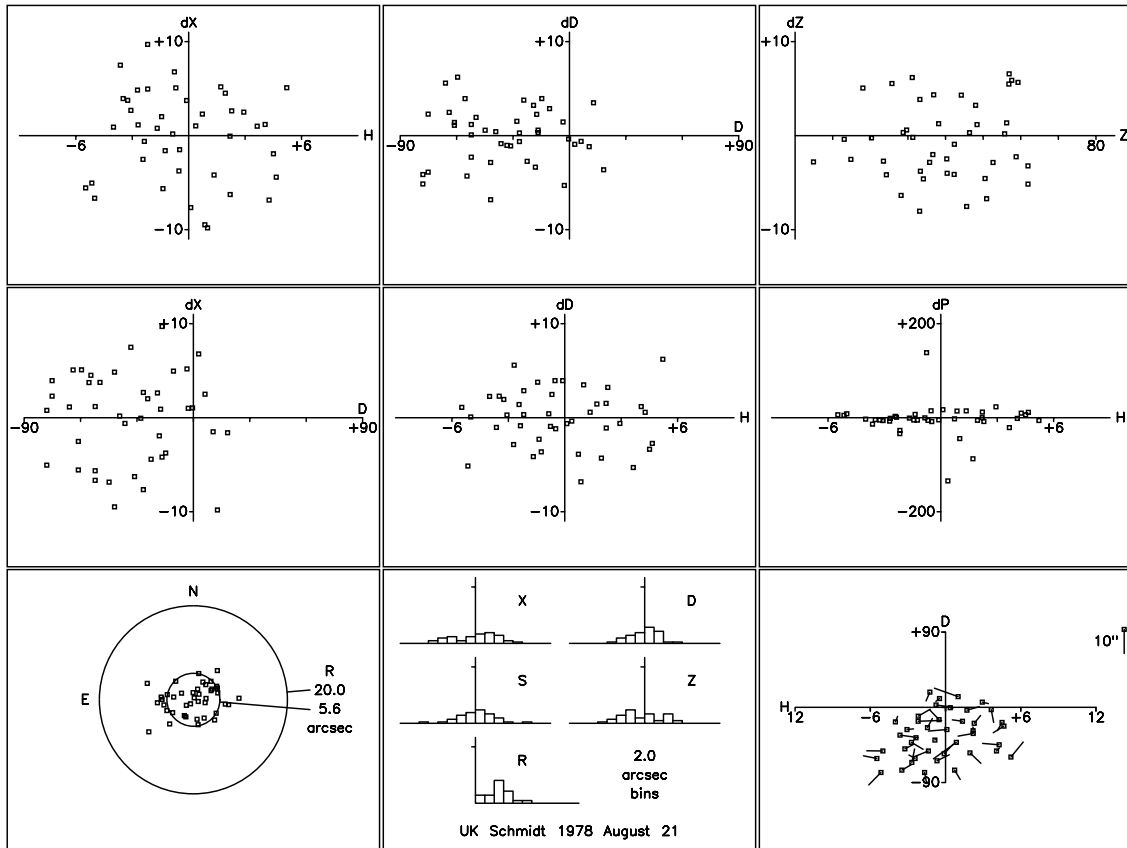 dX
+10
H
-6
+6
-10
dD
+10
D
-90
+90
-10
dZ
+10
Z
80
-10
dX
+10
D
-90
+90
-10
dD
+10
H
-6
+6
-10
dP
+200
H
-6
+6
-200
N
E
R
20.0
5.6
arcsec
X
D
S
Z
R
2.0
arcsec
bins
UK Schmidt 1978 August 21
D
+90
10"
H
12
-6
+6
12
-90